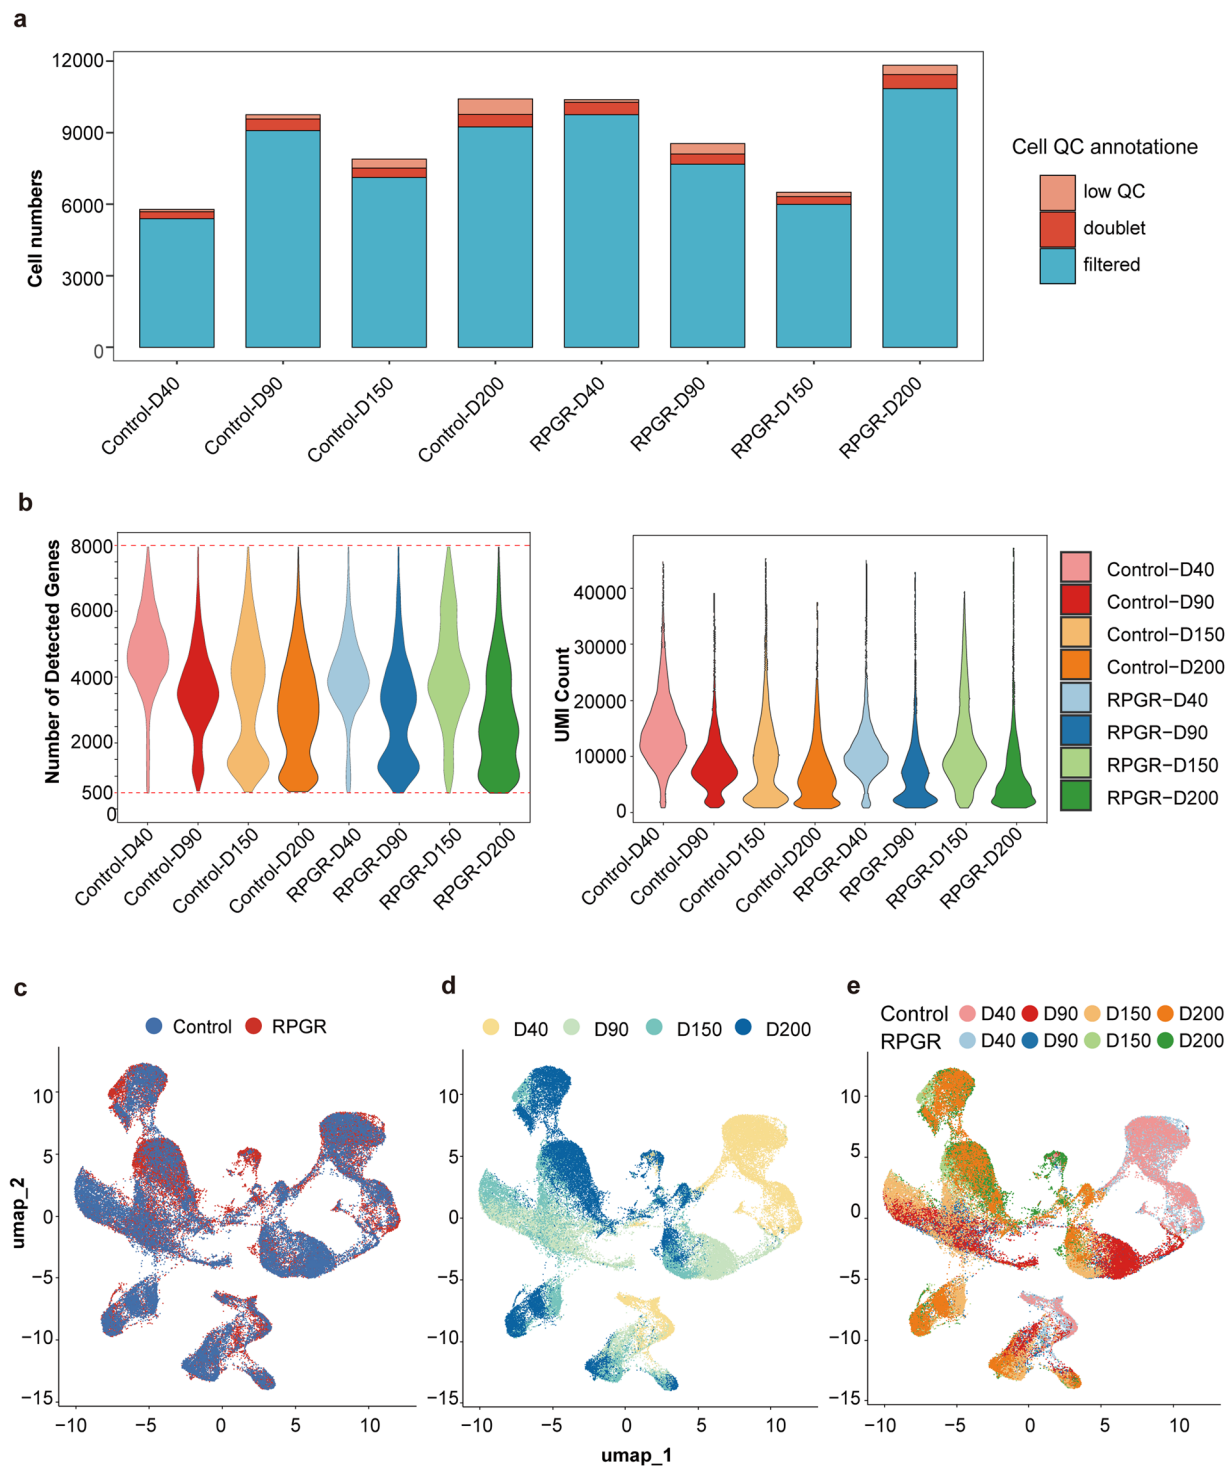 a
12000
9000
6000
3000
0
Cell numbers
Control-D40
Control-D90
Control-D150
Control-D200
RPGR-D40
RPGR-D90
RPGR-D150
RPGR-D200
Cell QC annotatione
low QC
doublet
filtered
b
8000
6000
4000
2000
500
0
Number of Detected Genes
Control-D40
Control-D90
Control-D150
Control-D200
RPGR-D40
RPGR-D90
RPGR-D150
RPGR-D200
40000
30000
20000
10000
0
UMI Count
Control-D40
Control-D90
Control-D150
Control-D200
RPGR-D40
RPGR-D90
RPGR-D150
RPGR-D200
Control−D40
Control−D90
Control−D150
Control−D200
RPGR−D40
RPGR−D90
RPGR−D150
RPGR−D200
c
Control RPGR
10
5
0
−5
−10
−15
umap_2
−10 −5 0 5 10
d
D40 D90 D150 D200
10
5
0
−5
−10
−15
−10 −5 0 5 10
umap_1
e
Control D40 D90 D150 D200
RPGR D40 D90 D150 D200
10
5
0
−5
−10
−15
−10 −5 0 5 10